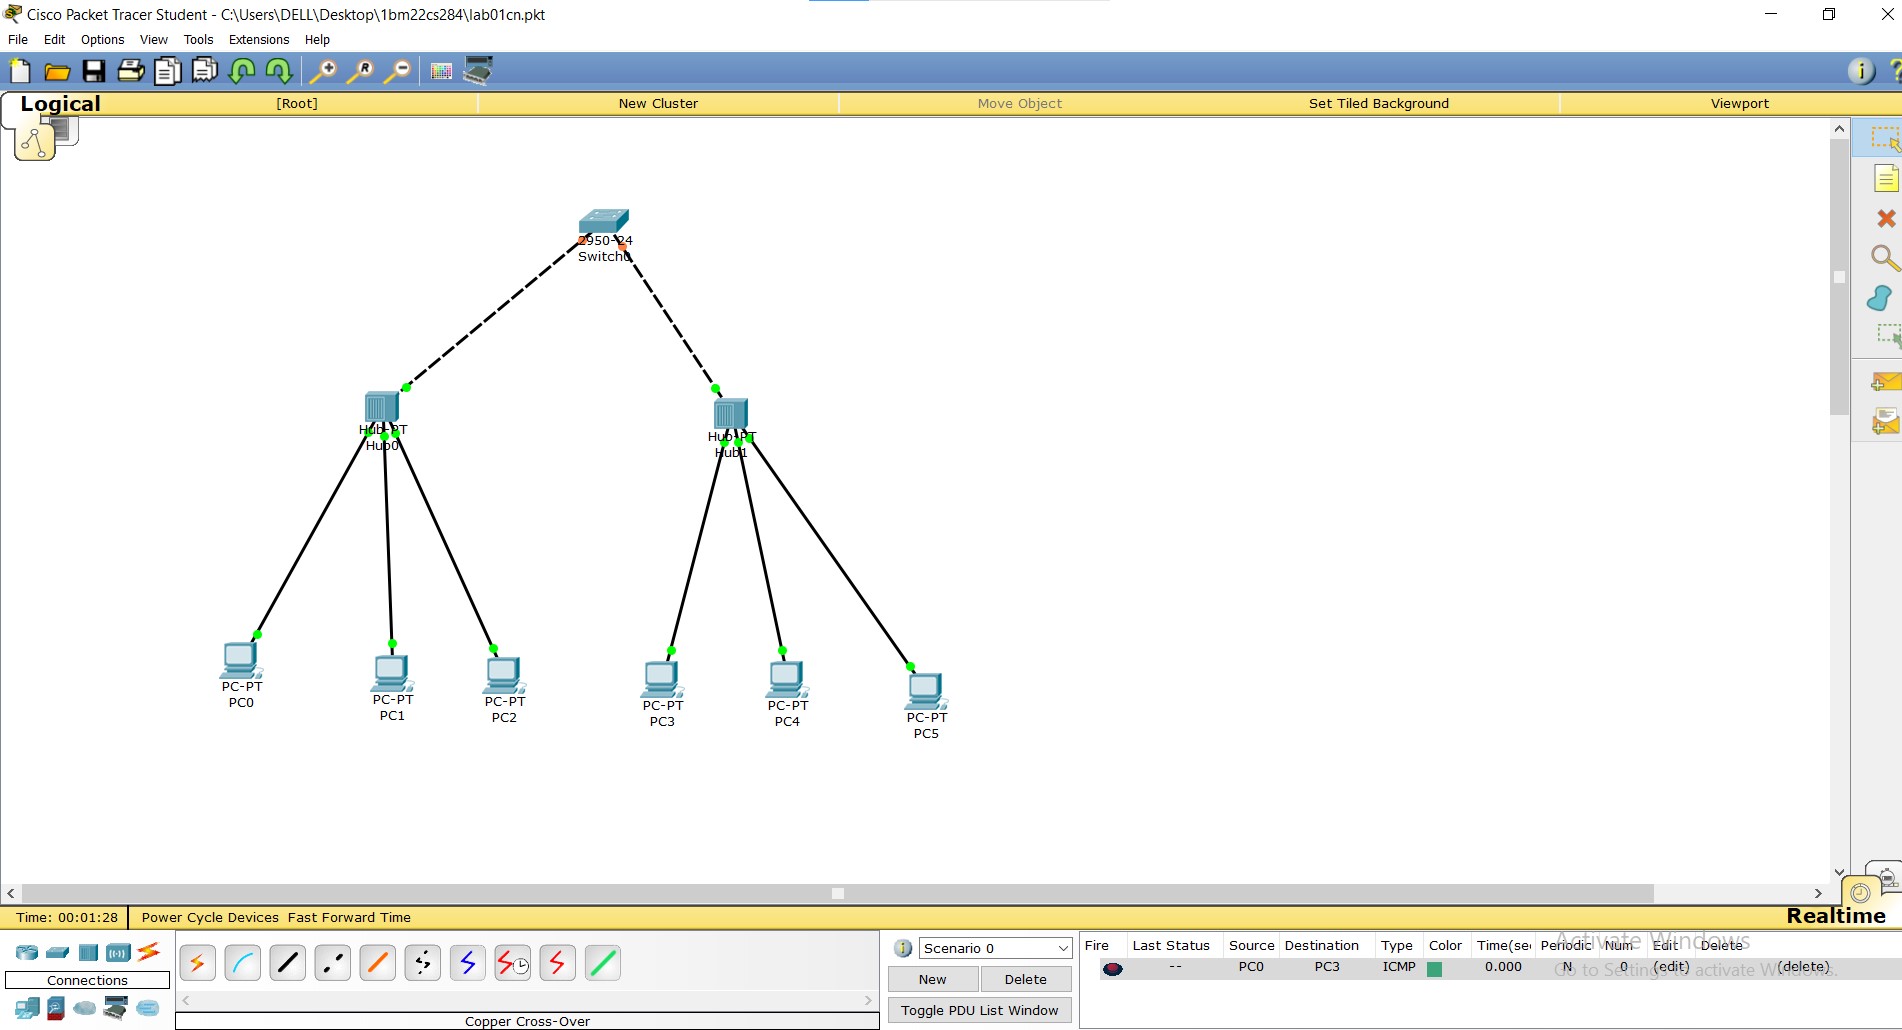 Cisco Packet Tracer Student - C:\Users\DELL\Desktop\1bm22cs284\lab01cn.pkt
File Edit Options View Tools Extensions Help
Logical [Root] New Cluster Move Object Set Tiled Background Viewport
2950-24
Switch0
Hub-PT
Hub0
Hub-PT
Hub1
PC-PT
PC0
PC-PT
PC1
PC-PT
PC2
PC-PT
PC3
PC-PT
PC4
PC-PT
PC5
Time: 00:01:28 Power Cycle Devices Fast Forward Time
Realtime
Connections
Copper Cross-Over
Scenario 0
New Delete
Toggle PDU List Window
Fire Last Status Source Destination Type Color Time(sec Periodic Num Edit Delete
-- PC0 PC3 ICMP 0.000 N 0 (edit) (delete)
Activate Windows
Go to Settings to activate Windows.